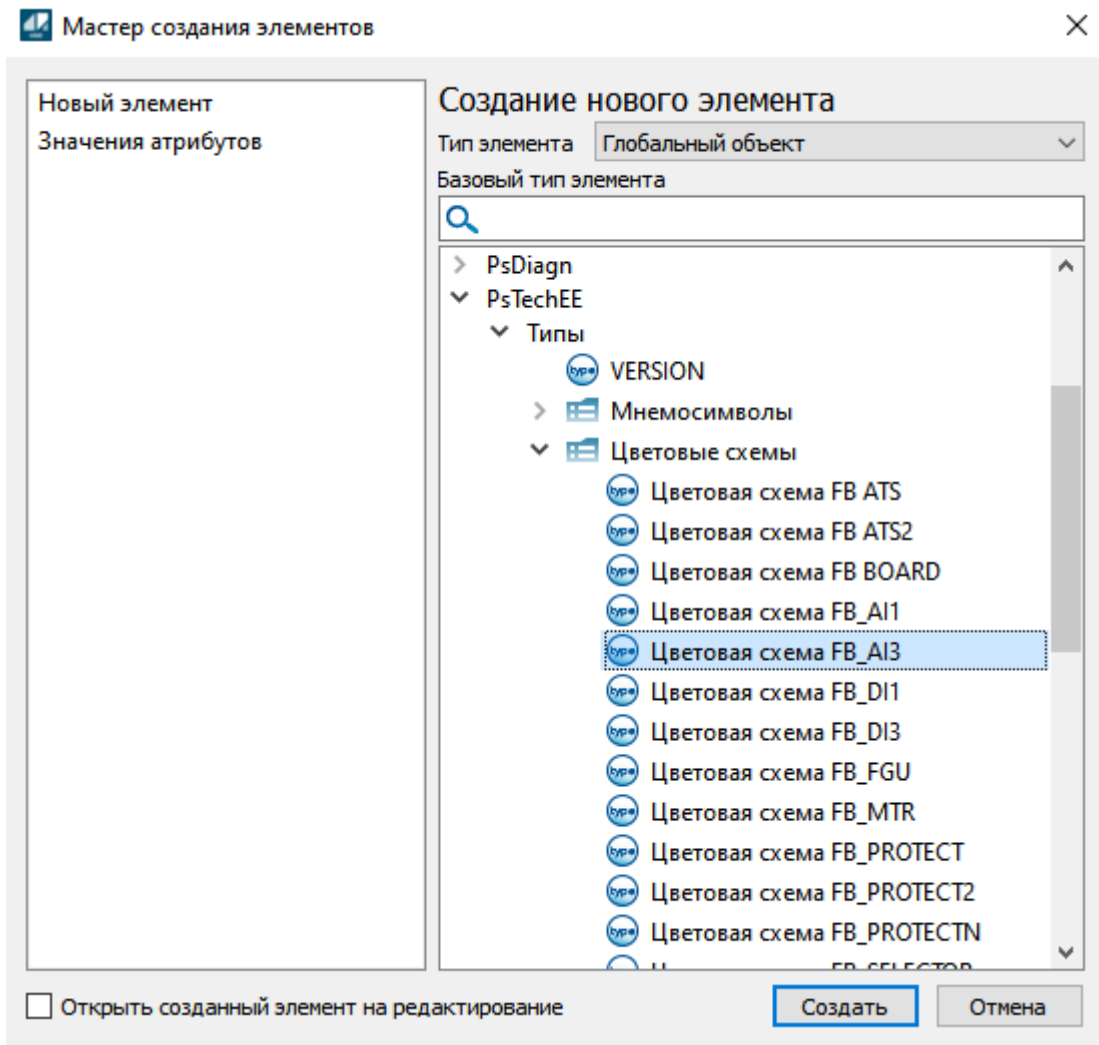 Мастер создания элементов
Новый элемент
Значения атрибутов
Создание нового элемента
Тип элемента Глобальный объект
Базовый тип элемента
PsDiagn
PsTechEE
Типы
VERSION
Мнемосимволы
Цветовые схемы
Цветовая схема FB ATS
Цветовая схема FB ATS2
Цветовая схема FB BOARD
Цветовая схема FB_AI1
Цветовая схема FB_AI3
Цветовая схема FB_DI1
Цветовая схема FB_DI3
Цветовая схема FB_FGU
Цветовая схема FB_MTR
Цветовая схема FB_PROTECT
Цветовая схема FB_PROTECT2
Цветовая схема FB_PROTECTN
Открыть созданный элемент на редактирование
Создать
Отмена